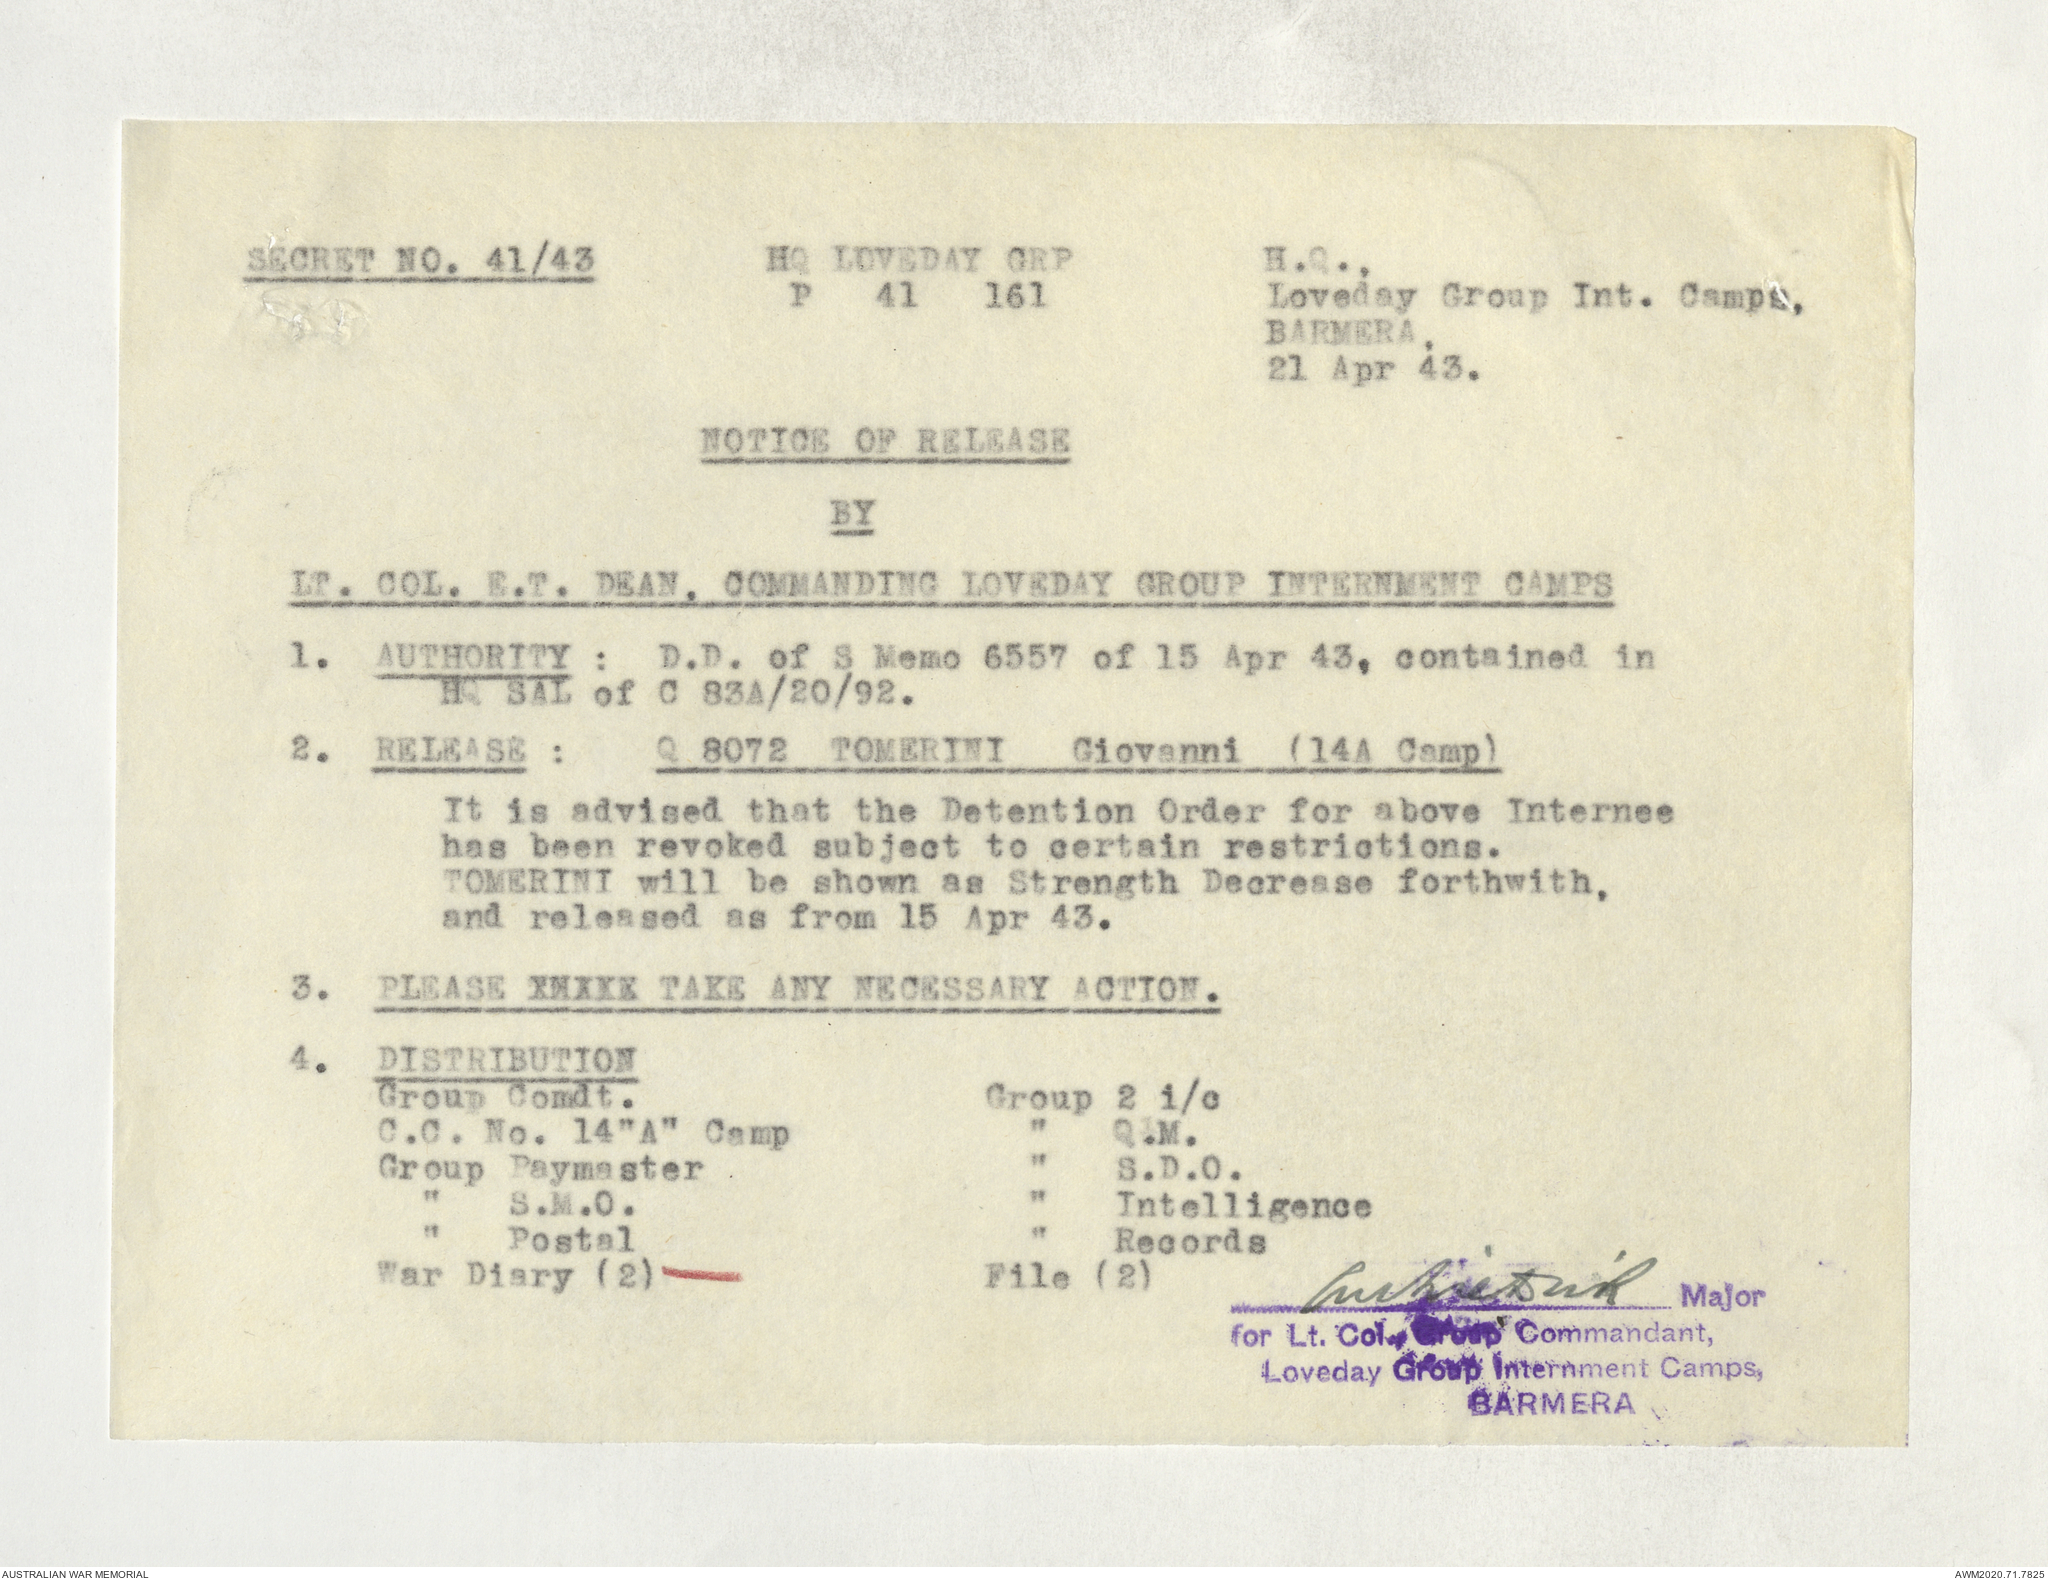 SECRET NO. 41/43
HQ LOVEDAY GRP
P 41 161
H.Q.,
Loveday Group Int. Camps,
BARMERA,
21 Apr 43.
NOTICE OF RELEASE
BY
LT. COL. E.T. DEAN, COMMANDING LOVEDAY GROUP INTERNMENT CAMPS
1. AUTHORITY : D.D. of S Memo 6557 of 15 Apr 43, contained in
HQ SAL of C 83A/20/92.
2. RELEASE : Q 8072 TOMERINI Giovanni (14A Camp)
It is advised that the Detention Order for above Internee
has been revoked subject to certain restrictions.
TOMERINI will be shown as Strength Decrease forthwith,
and released as from 15 Apr 43.
3. PLEASE TAKE ANY NECESSARY ACTION.
4. DISTRIBUTION
Group Comdt. Group 2 i/c
C.C. No. 14"A" Camp " Q.M.
Group Paymaster " S.D.O.
" S.M.O. " Intelligence
" Postal " Records
War Diary (2) File (2)
Major
for Lt. Col., Group Commandant,
Loveday Group Internment Camps,
BARMERA
AUSTRALIAN WAR MEMORIAL
AWM2020.71.7825